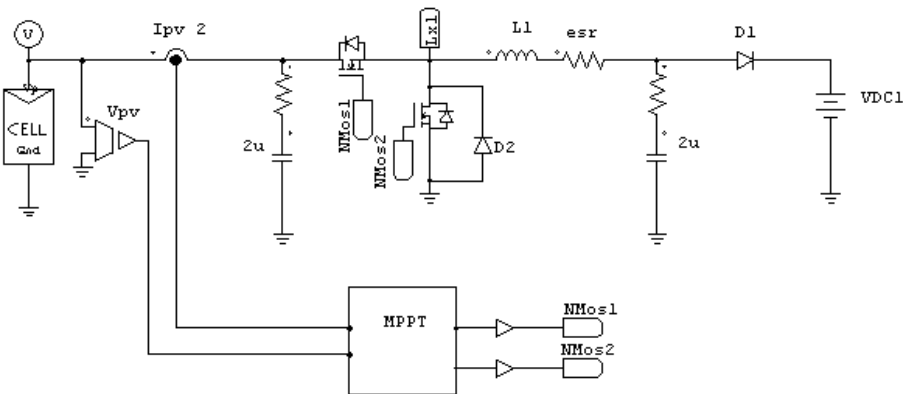 V
Ipv 2
Lx1
L1
esr
D1
Vpv
CELL
Gnd
2u
NMos1
NMos2
D2
2u
VDC1
MPPT
NMos1
NMos2